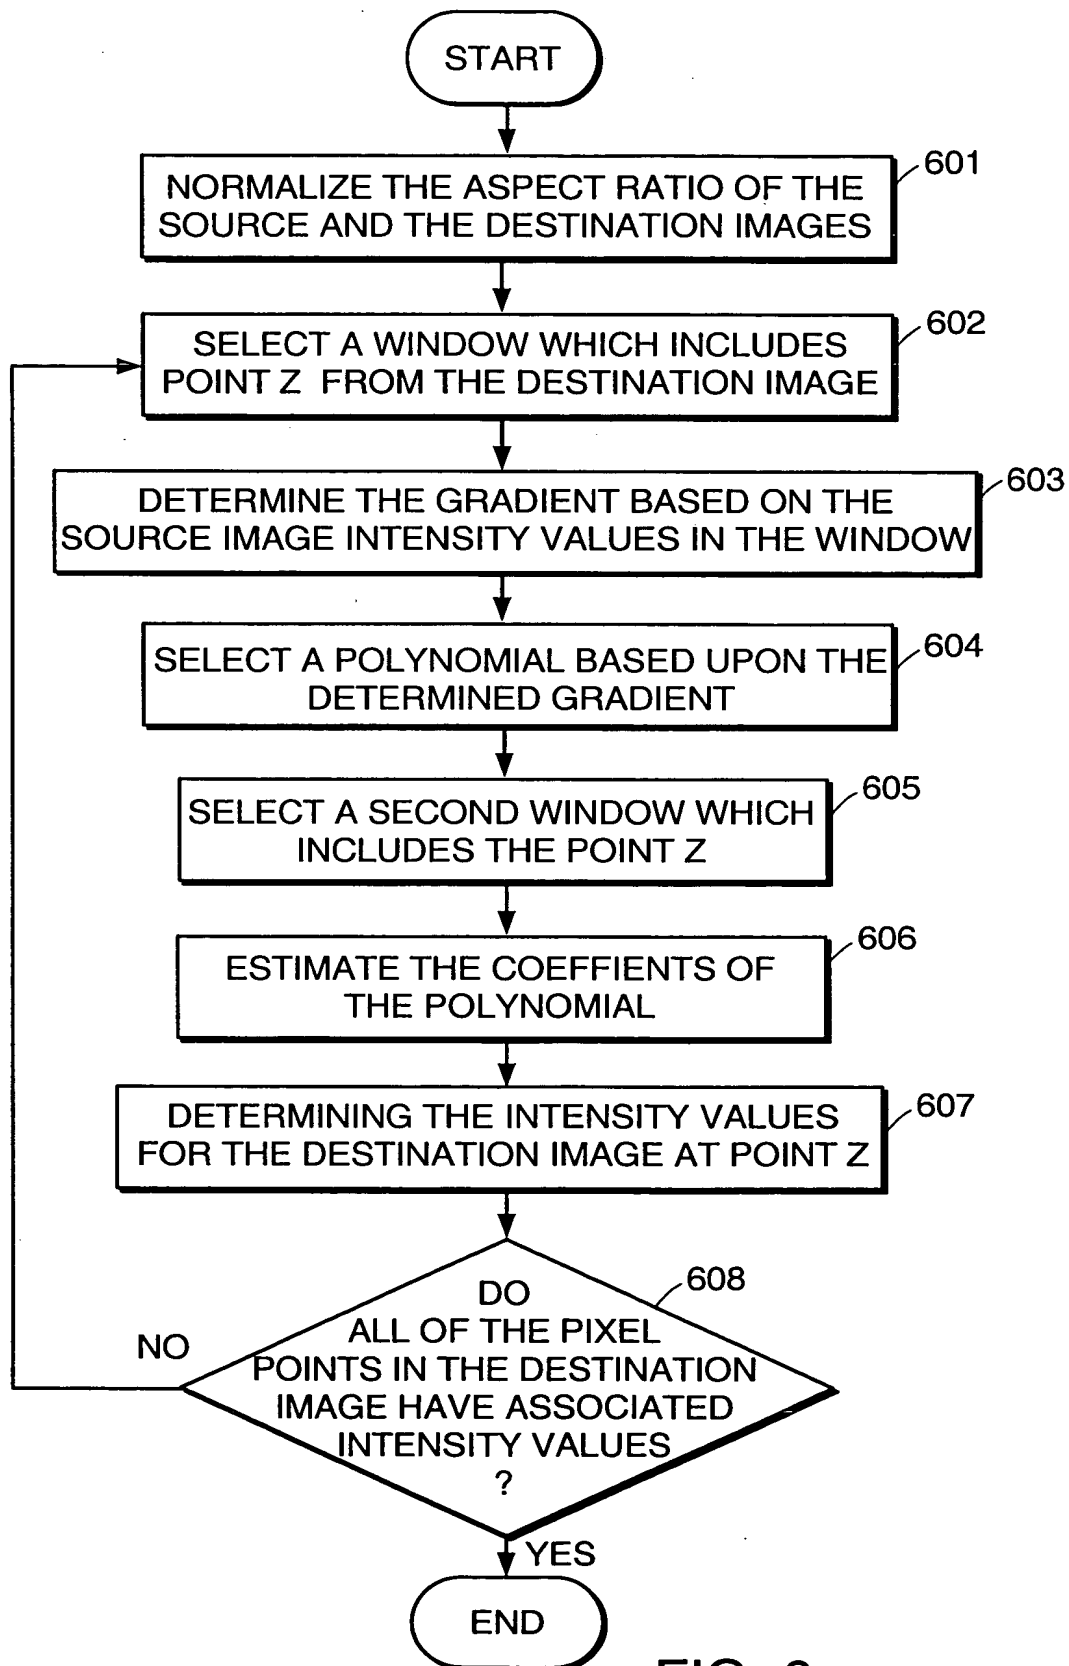 START
601
NORMALIZE THE ASPECT RATIO OF THE
SOURCE AND THE DESTINATION IMAGES
602
SELECT A WINDOW WHICH INCLUDES
POINT Z FROM THE DESTINATION IMAGE
603
DETERMINE THE GRADIENT BASED ON THE
SOURCE IMAGE INTENSITY VALUES IN THE WINDOW
604
SELECT A POLYNOMIAL BASED UPON THE
DETERMINED GRADIENT
605
SELECT A SECOND WINDOW WHICH
INCLUDES THE POINT Z
606
ESTIMATE THE COEFFIENTS OF
THE POLYNOMIAL
607
DETERMINING THE INTENSITY VALUES
FOR THE DESTINATION IMAGE AT POINT Z
608
DO
ALL OF THE PIXEL
POINTS IN THE DESTINATION
IMAGE HAVE ASSOCIATED
INTENSITY VALUES
?
NO
YES
END
FIG.